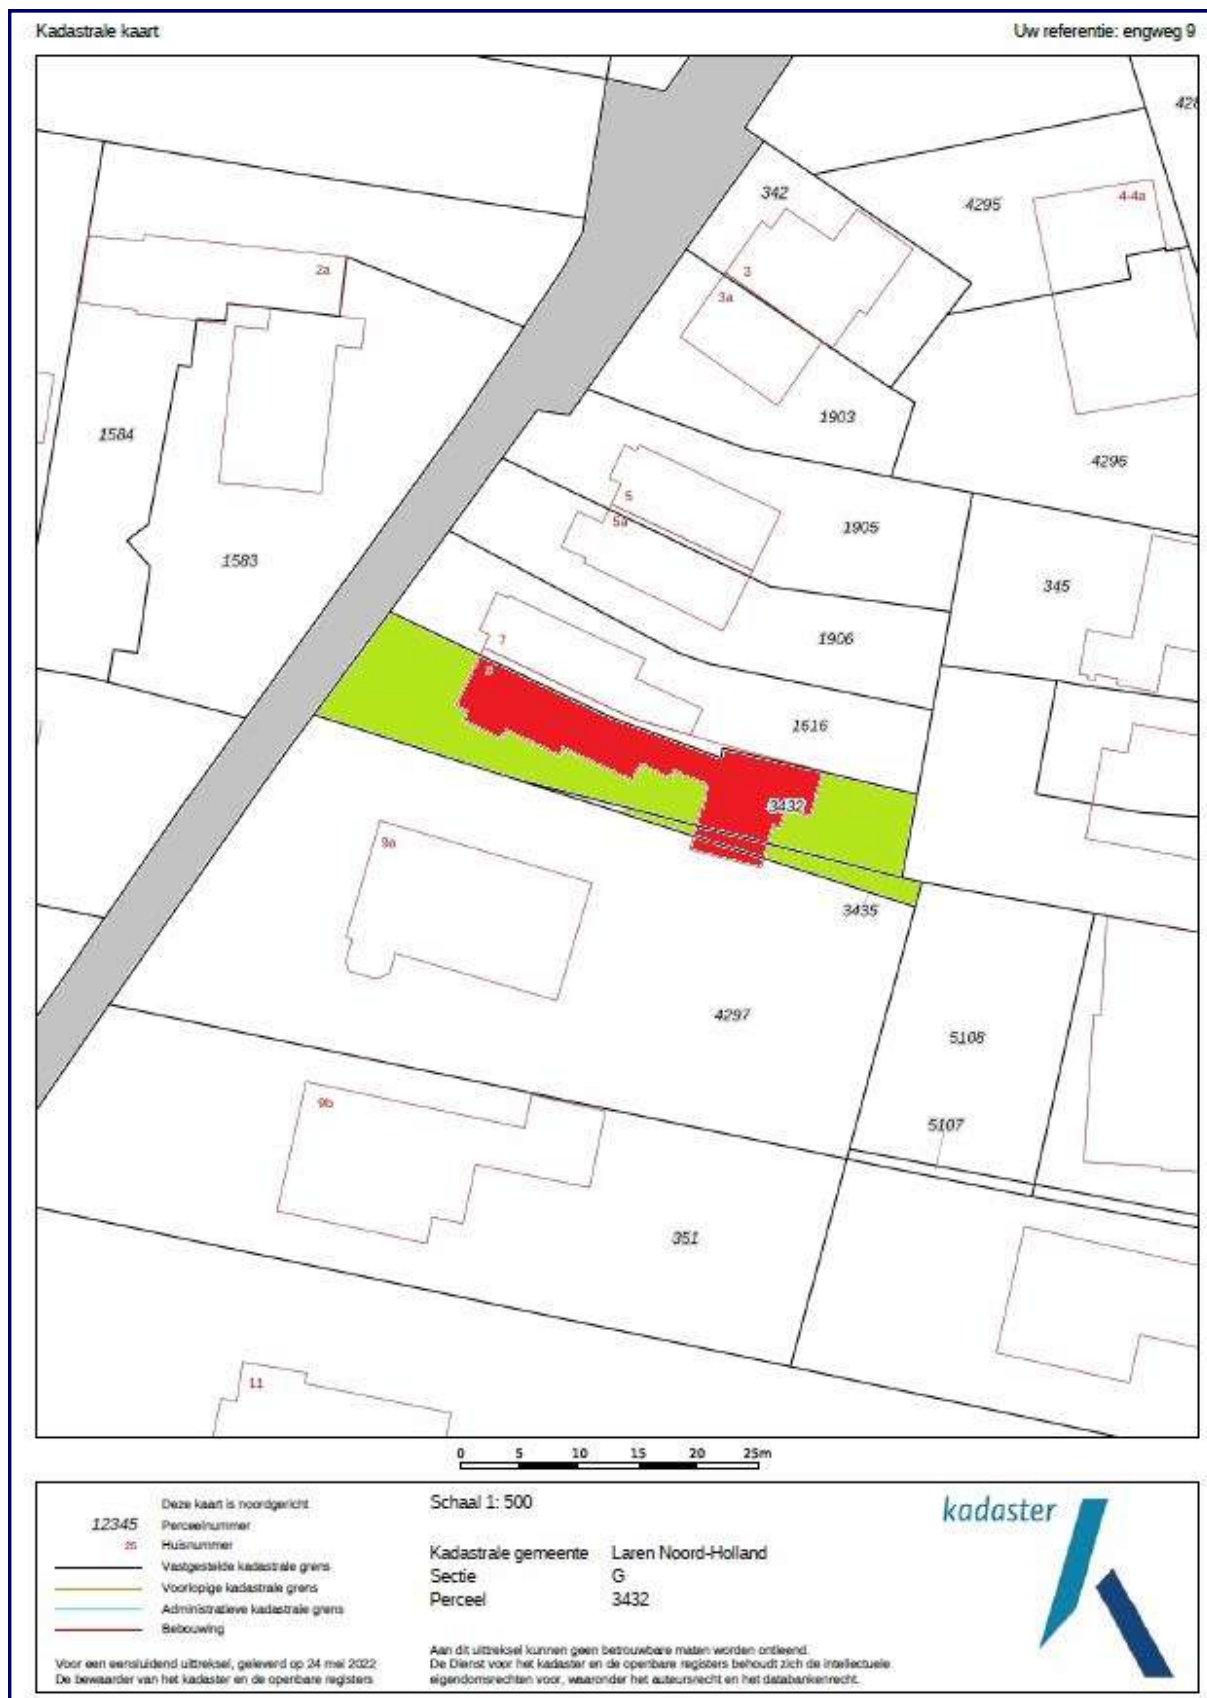 Kadastrale kaart
Uw referentie: engweg 9
428
342
4295
4-4a
3
2a
3a
1903
1584
4296
5
5a
1905
1583
345
1906
7
1616
3432
9a
3435
4297
5108
9b
5107
351
11
0 5 10 15 20 25m
Deze kaart is noordgericht
12345 Perceelnummer
25 Huisnummer
Vastgestelde kadastrale grens
Voorlopige kadastrale grens
Administratieve kadastrale grens
Bebouwing
Voor een eensluidend uittreksel, geleverd op 24 mei 2022
De bewaarder van het kadaster en de openbare registers
Schaal 1: 500
Kadastrale gemeente Laren Noord-Holland
Sectie G
Perceel 3432
Aan dit uittreksel kunnen geen betrouwbare maten worden ontleend.
De Dienst voor het kadaster en de openbare registers behoudt zich de intellectuele
eigendomsrechten voor, waaronder het auteursrecht en het databankenrecht.
kadaster